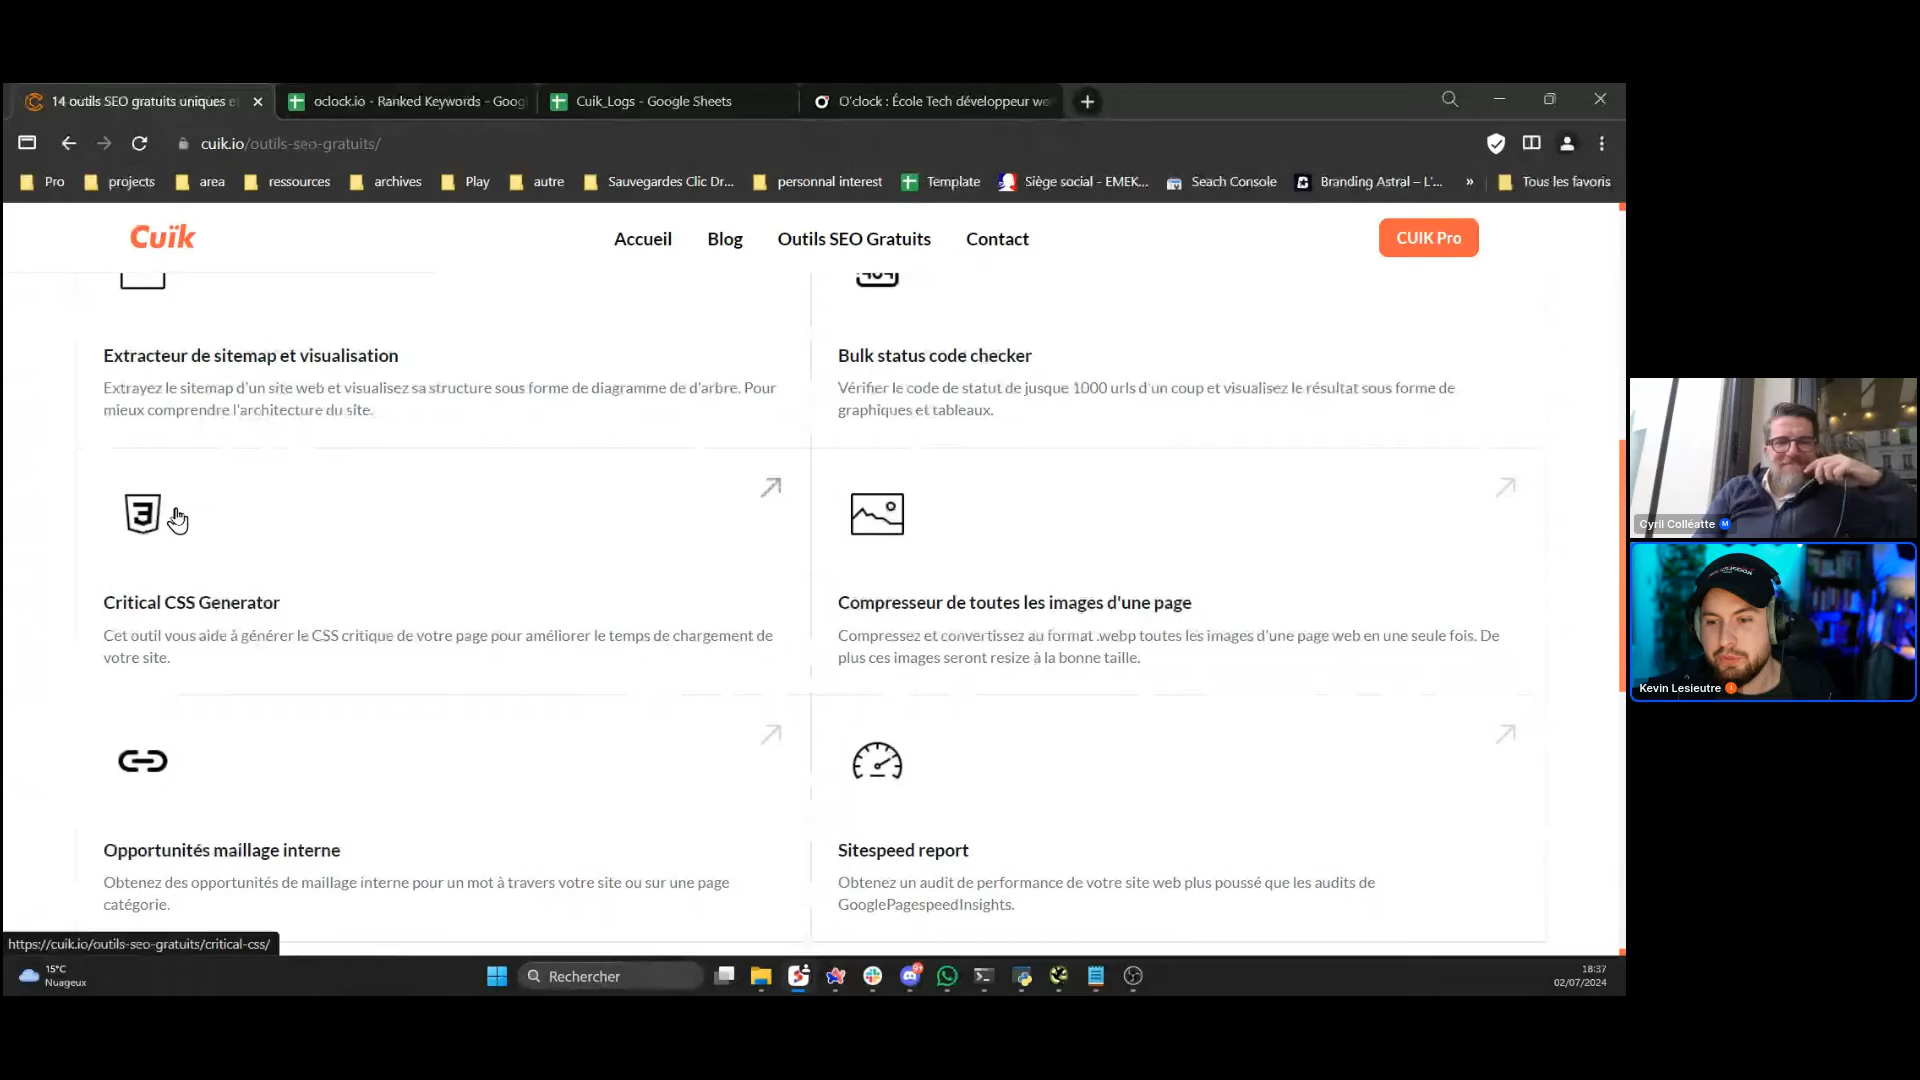 14 outils SEO gratuits uniques e
oclock.io - Ranked Keywords - Goog
Cuik_Logs - Google Sheets
O'clock : École Tech développeur we
cuik.io/outils-seo-gratuits/
Pro
projects
area
ressources
archives
Play
autre
Sauvegardes Clic Dr...
personnal interest
Template
Siège social - EMEK...
Seach Console
Branding Astral – L'...
»
Tous les favoris
Cuïk
Accueil
Blog
Outils SEO Gratuits
Contact
CUIK Pro
Extracteur de sitemap et visualisation
Extrayez le sitemap d'un site web et visualisez sa structure sous forme de diagramme de d'arbre. Pour
mieux comprendre l'architecture du site.
Bulk status code checker
Vérifier le code de statut de jusque 1000 urls d'un coup et visualisez le résultat sous forme de
graphiques et tableaux.
3
Critical CSS Generator
Cet outil vous aide à générer le CSS critique de votre page pour améliorer le temps de chargement de
votre site.
Compresseur de toutes les images d'une page
Compressez et convertissez au format .webp toutes les images d'une page web en une seule fois. De
plus ces images seront resize à la bonne taille.
Opportunités maillage interne
Obtenez des opportunités de maillage interne pour un mot à travers votre site ou sur une page
catégorie.
Sitespeed report
Obtenez un audit de performance de votre site web plus poussé que les audits de
GooglePagespeedInsights.
https://cuik.io/outils-seo-gratuits/critical-css/
15°C
Nuageux
Rechercher
18:37
02/07/2024
Cyril Colléatte
M
Kevin Lesieutre